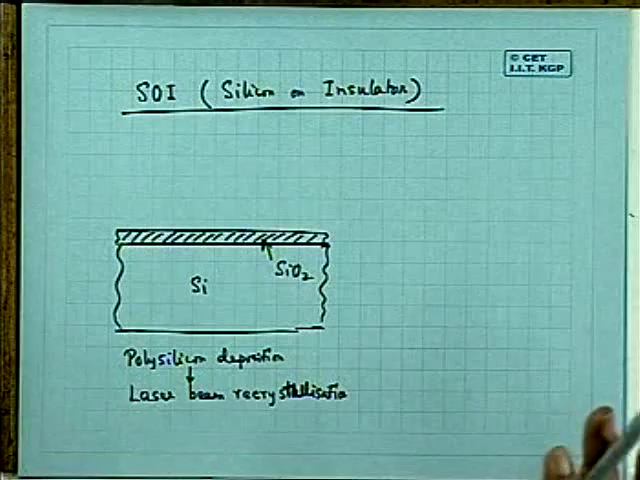 © CET
I.I.T. KGP
SOI (Silicon on Insulator)
SiO2
Si
Polysilicon deposition
Laser beam recrystallisation